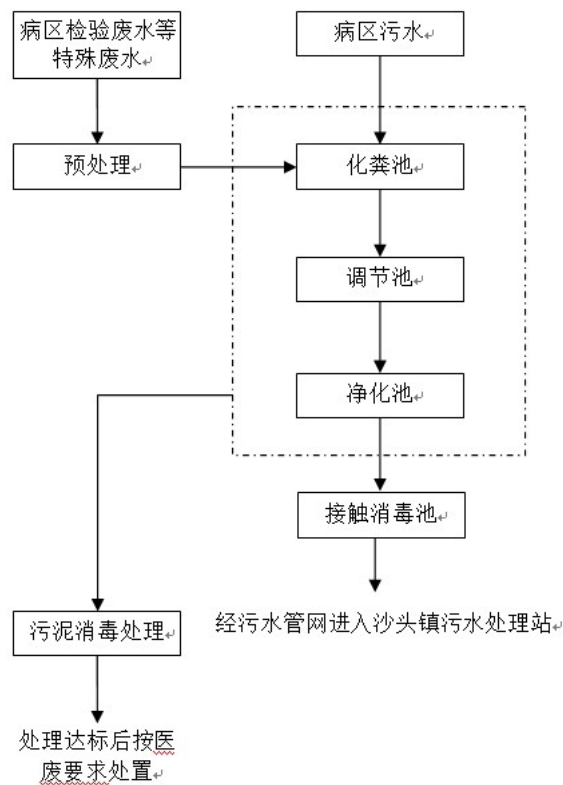 病区检验废水等
特殊废水
病区污水
预处理
化粪池
调节池
净化池
接触消毒池
污泥消毒处理
经污水管网进入沙头镇污水处理站
处理达标后按医
废要求处置